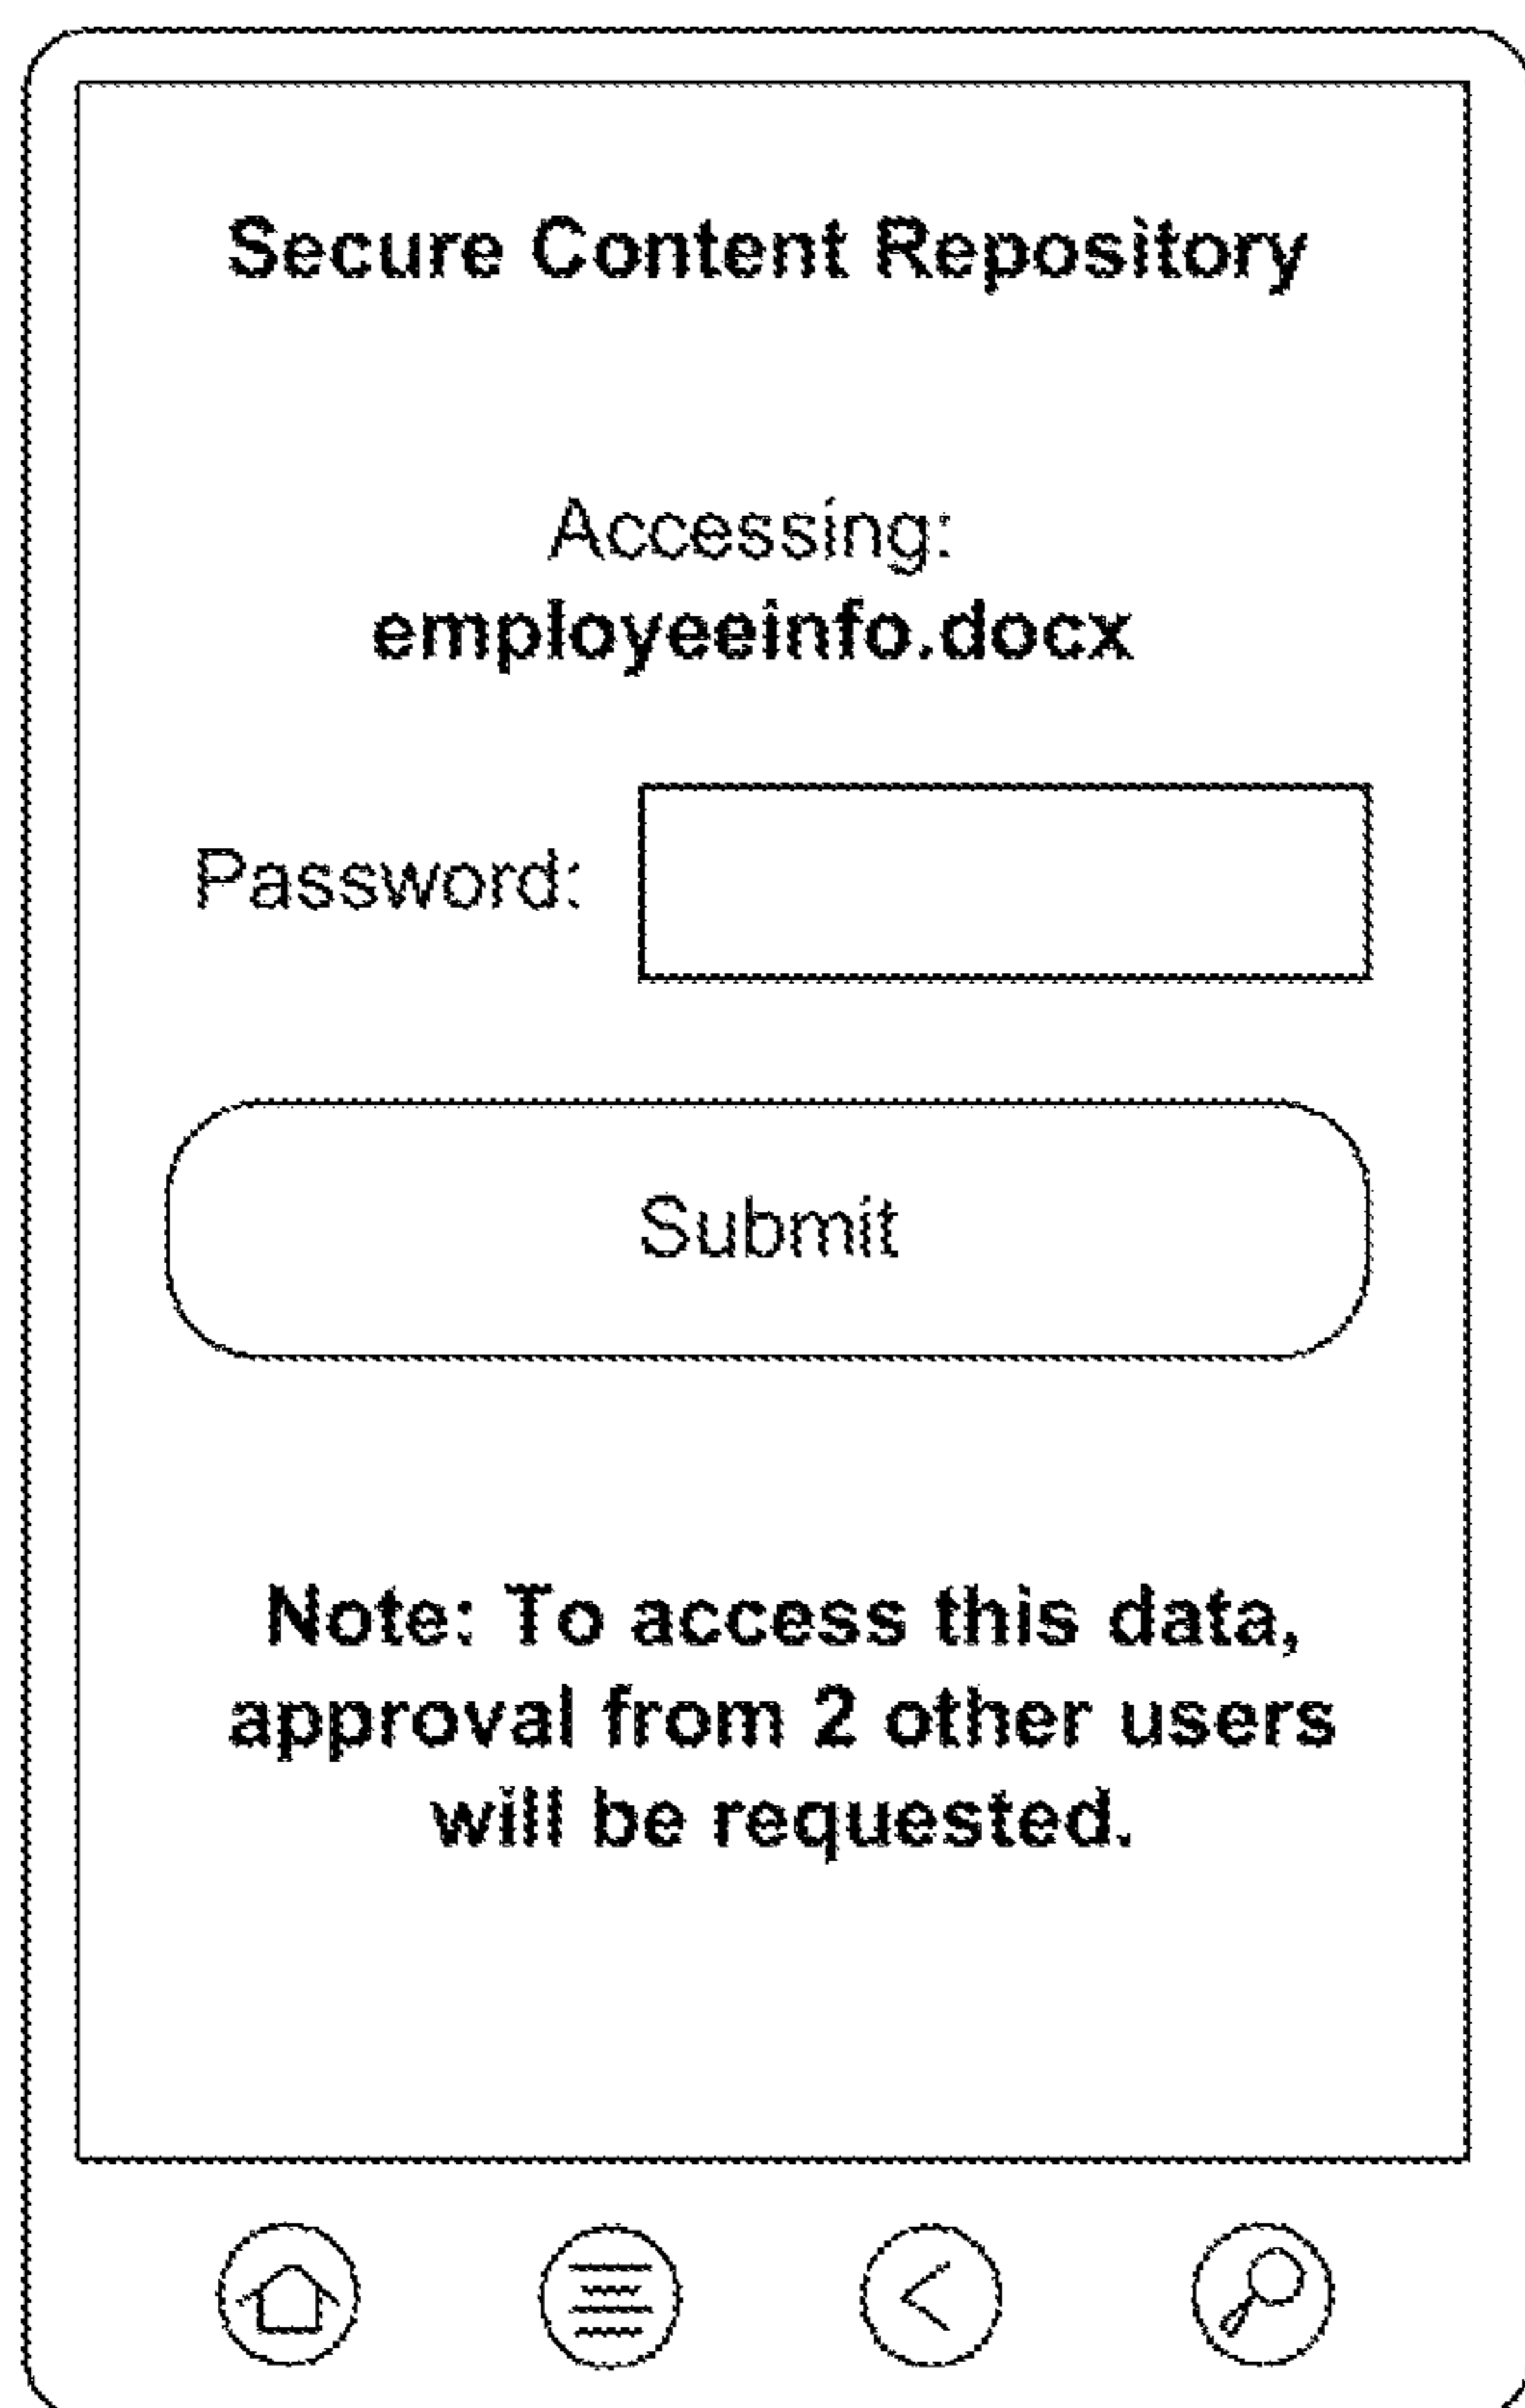 Secure Content Repository
Accessing:
employeeinfo.docx
Password:
Submit
Note: To access this data,
approval from 2 other users
will be requested.